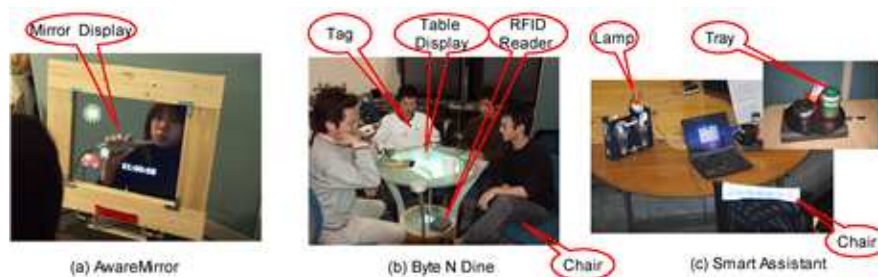 Mirror Display
Tag
Table
Display
RFID
Reader
Lamp
Tray
Chair
Chair
(a) AwareMirror
(b) Byte N Dine
(c) Smart Assistant